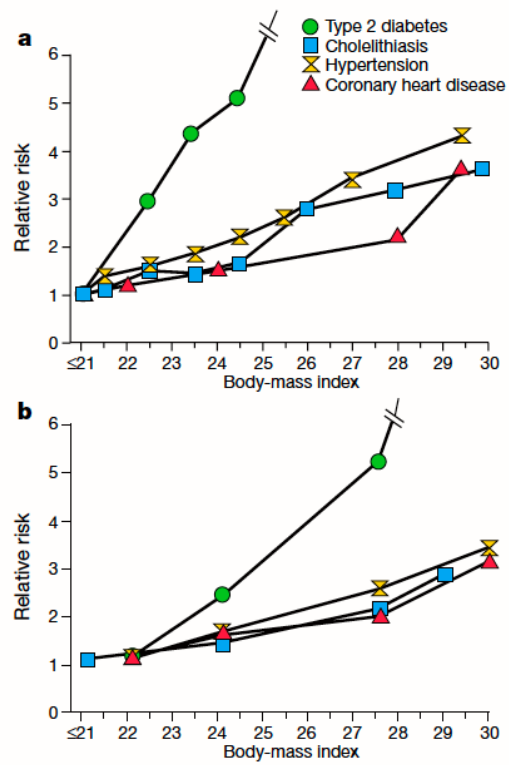 a
Type 2 diabetes
Cholelithiasis
Hypertension
Coronary heart disease
6
5
4
3
2
1
0
Relative risk
≤21 22 23 24 25 26 27 28 29 30
Body-mass index
b
6
5
4
3
2
1
0
Relative risk
≤21 22 23 24 25 26 27 28 29 30
Body-mass index